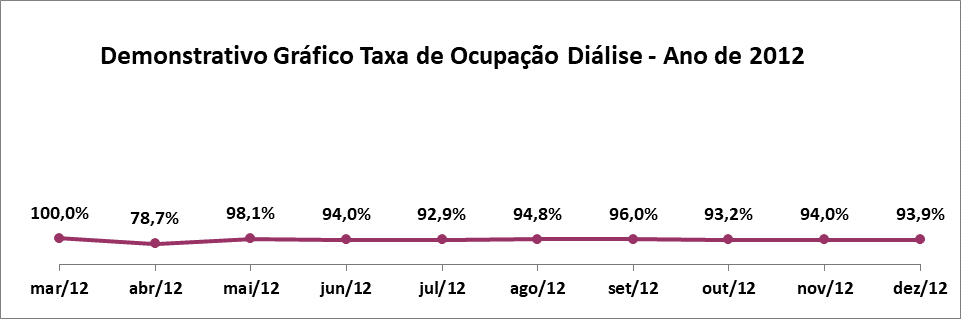 Demonstrativo Gráfico Taxa de Ocupação Diálise - Ano de 2012
100,0% 78,7% 98,1% 94,0% 92,9% 94,8% 96,0% 93,2% 94,0% 93,9%
mar/12 abr/12 mai/12 jun/12 jul/12 ago/12 set/12 out/12 nov/12 dez/12